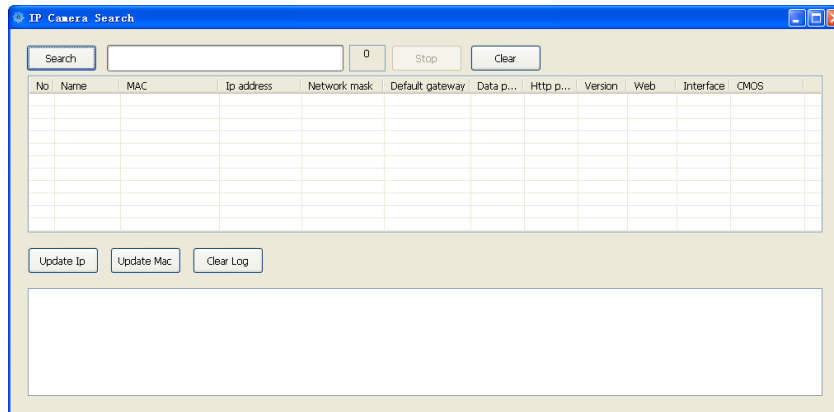 IP Camera Search
Search 0 Stop Clear
No Name MAC Ip address Network mask Default gateway Data p... Http p... Version Web Interface CMOS
Update Ip Update Mac Clear Log